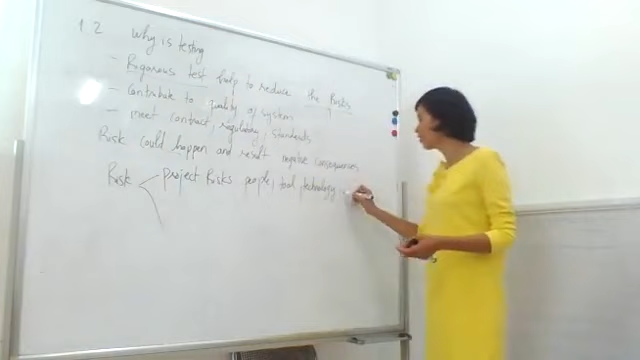 1.2 Why is testing
- Rigorous test help to reduce the Risks
- Contribute to quality of system
- meet contract, regulatory, standards
Risk could happen and result negative consequences
Risk project Risks people, tool technology